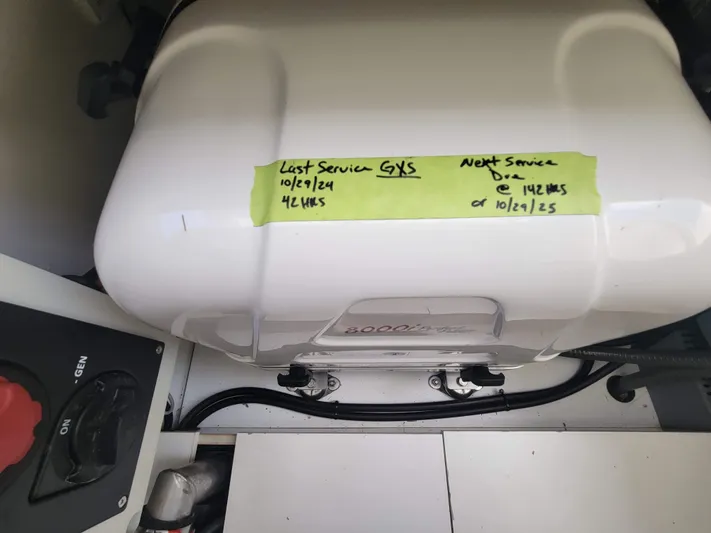 Last Service GXS
10/29/24
42 HRS
Next Service
Due
@ 142 HRS
or 10/29/25
8000i
- GEN
ON